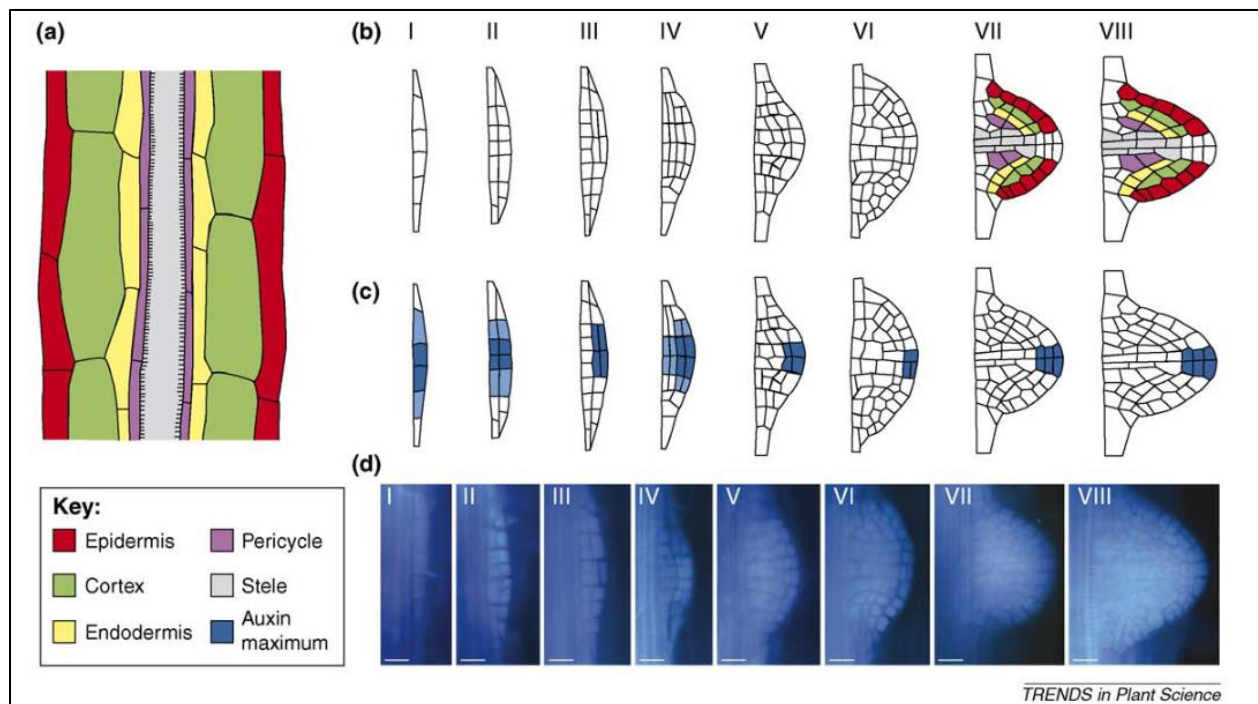 (a)
(b)
I II III IV V VI VII VIII
(c)
(d)
I II III IV V VI VII VIII
Key:
Epidermis Pericycle
Cortex Stele
Endodermis Auxin
maximum
TRENDS in Plant Science